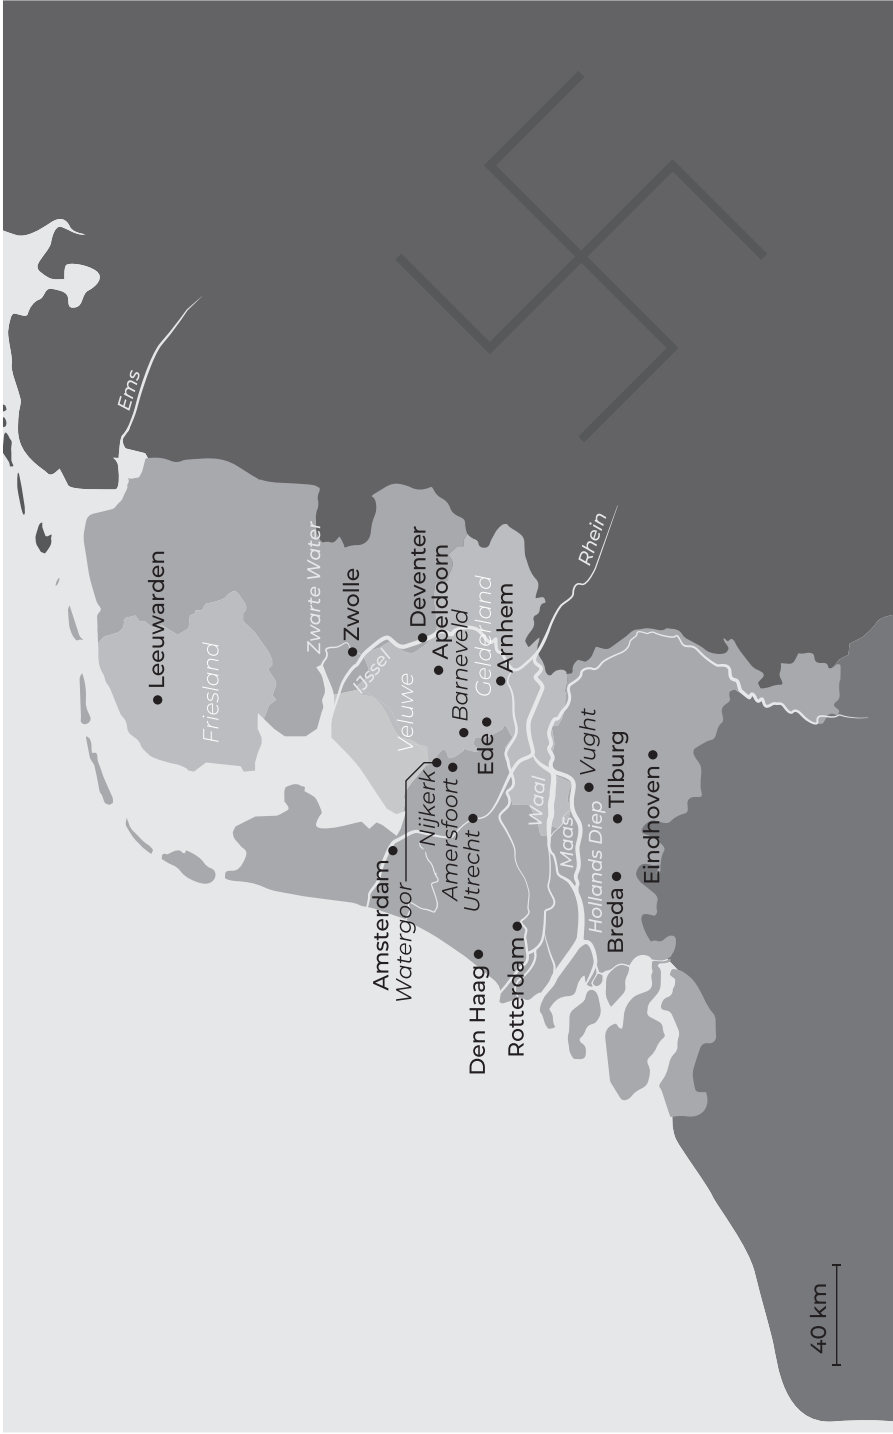 Ems
Leeuwarden
Friesland
Zwarte Water
Zwolle
IJssel
Deventer
Apeldoorn
Veluwe
Barneveld
Gelderland
Arnhem
Ede
Rhein
Nijkerk
Amersfoort
Utrecht
Amsterdam
Watergoor
Den Haag
Rotterdam
Waal
Maas
Hollands Diep
Vught
Tilburg
Breda
Eindhoven
40 km